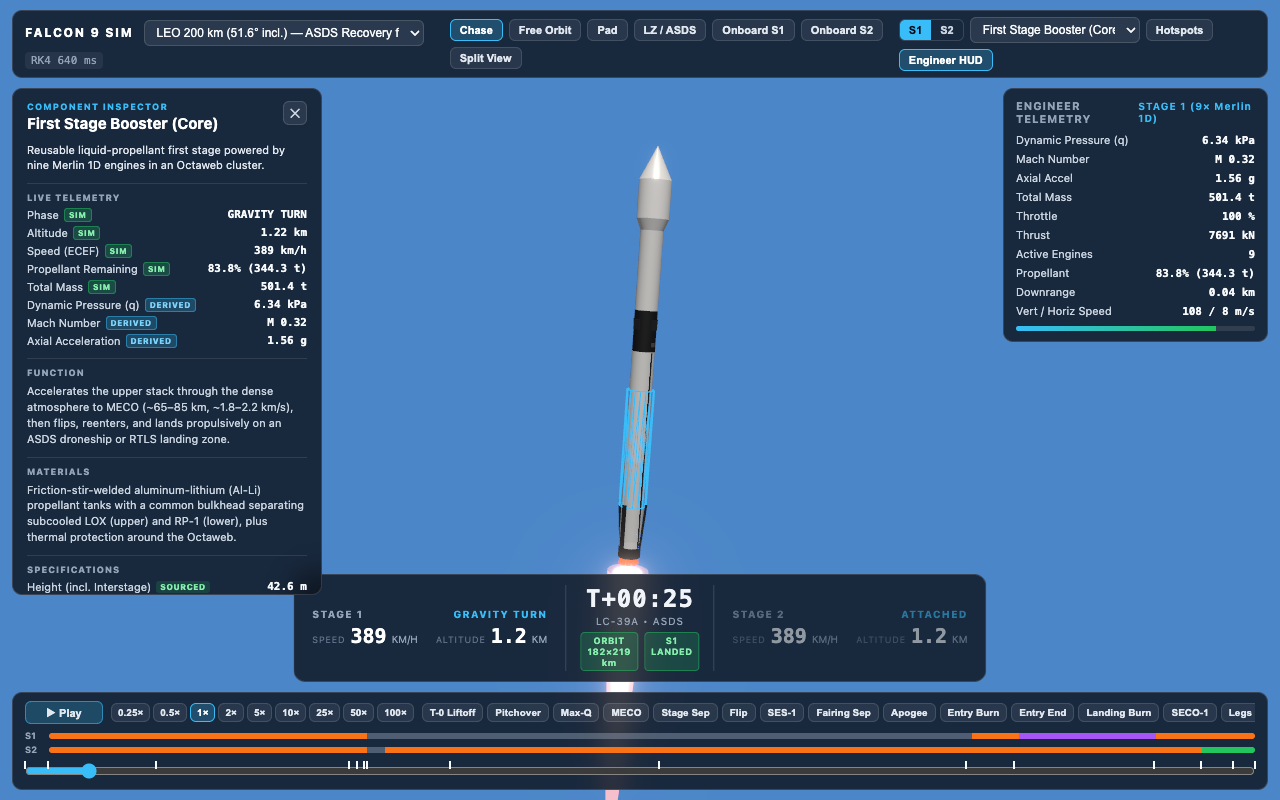 FALCON 9 SIM
LEO 200 km (51.6° incl.) — ASDS Recovery f
RK4 640 ms
Chase
Free Orbit
Pad
LZ / ASDS
Onboard S1
Onboard S2
Split View
S1
S2
First Stage Booster (Core
Hotspots
Engineer HUD
COMPONENT INSPECTOR
First Stage Booster (Core)
Reusable liquid-propellant first stage powered by
nine Merlin 1D engines in an Octaweb cluster.
LIVE TELEMETRY
Phase SIM GRAVITY TURN
Altitude SIM 1.22 km
Speed (ECEF) SIM 389 km/h
Propellant Remaining SIM 83.8% (344.3 t)
Total Mass SIM 501.4 t
Dynamic Pressure (q) DERIVED 6.34 kPa
Mach Number DERIVED M 0.32
Axial Acceleration DERIVED 1.56 g
FUNCTION
Accelerates the upper stack through the dense
atmosphere to MECO (~65–85 km, ~1.8–2.2 km/s),
then flips, reenters, and lands propulsively on an
ASDS droneship or RTLS landing zone.
MATERIALS
Friction-stir-welded aluminum-lithium (Al-Li)
propellant tanks with a common bulkhead separating
subcooled LOX (upper) and RP-1 (lower), plus
thermal protection around the Octaweb.
SPECIFICATIONS
Height (incl. Interstage) SOURCED 42.6 m
ENGINEER
TELEMETRY
STAGE 1 (9× Merlin
1D)
Dynamic Pressure (q) 6.34 kPa
Mach Number M 0.32
Axial Accel 1.56 g
Total Mass 501.4 t
Throttle 100 %
Thrust 7691 kN
Active Engines 9
Propellant 83.8% (344.3 t)
Downrange 0.04 km
Vert / Horiz Speed 108 / 8 m/s
STAGE 1 GRAVITY TURN
SPEED 389 KM/H ALTITUDE 1.2 KM
T+00:25
LC-39A • ASDS
ORBIT
182×219
km
S1
LANDED
STAGE 2 ATTACHED
SPEED 389 KM/H ALTITUDE 1.2 KM
▶ Play
0.25×
0.5×
1×
2×
5×
10×
25×
50×
100×
T-0 Liftoff
Pitchover
Max-Q
MECO
Stage Sep
Flip
SES-1
Fairing Sep
Apogee
Entry Burn
Entry End
Landing Burn
SECO-1
Legs
S1
S2